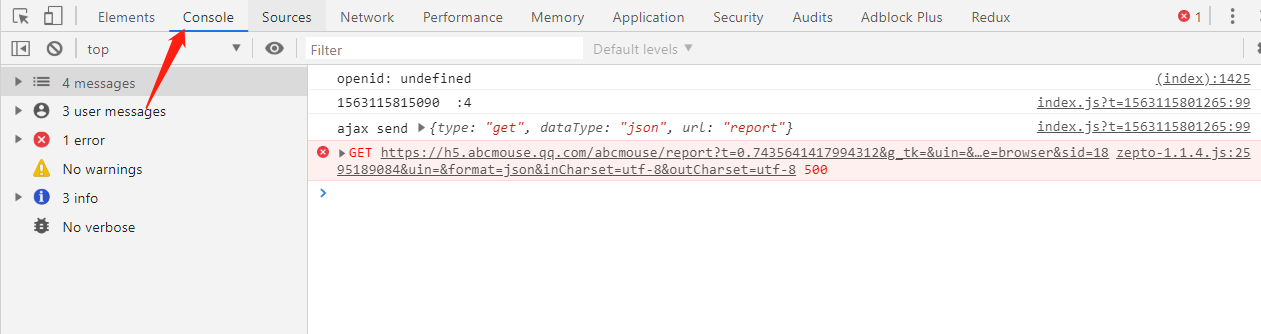 Elements Console Sources Network Performance Memory Application Security Audits Adblock Plus Redux 1
top Filter Default levels
4 messages
3 user messages
1 error
No warnings
3 info
No verbose
openid: undefined (index):1425
1563115815090 :4 index.js?t=1563115801265:99
ajax send {type: "get", dataType: "json", url: "report"} index.js?t=1563115801265:99
GET https://h5.abcmouse.qq.com/abcmouse/report?t=0.7435641417994312&g_tk=&uin=&…e=browser&sid=18 zepto-1.1.4.js:25
95189084&uin=&format=json&inCharset=utf-8&outCharset=utf-8 500